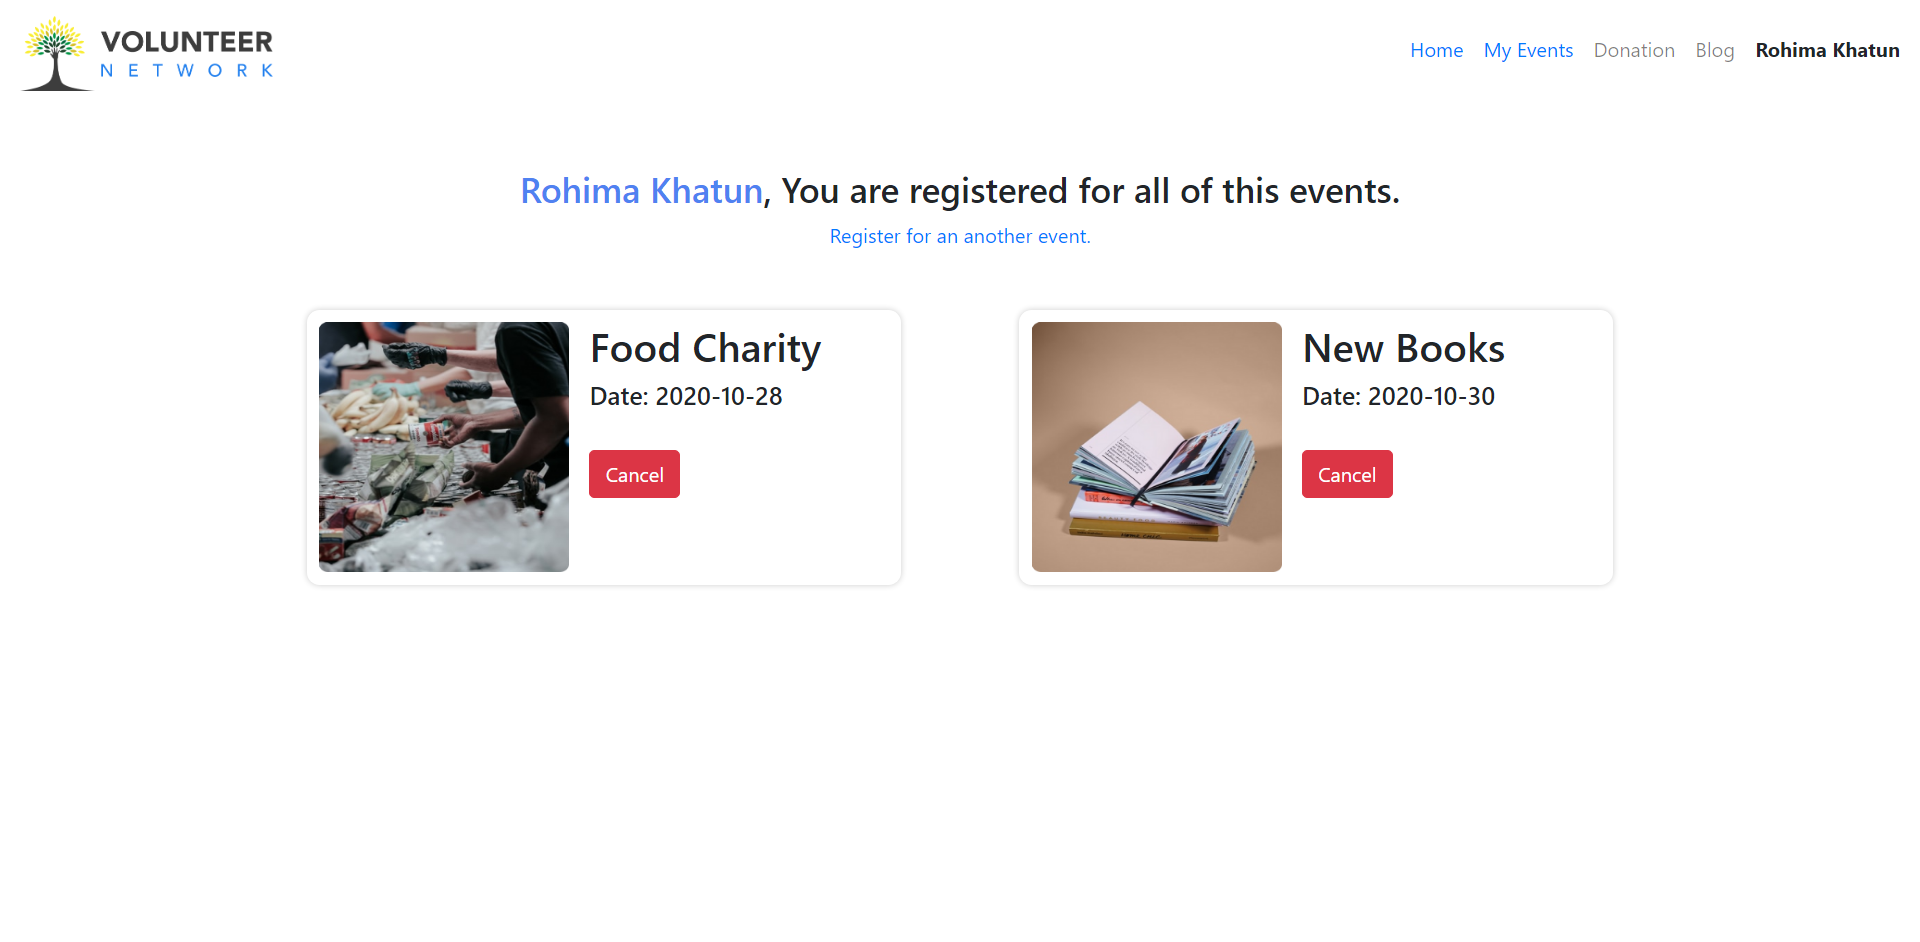 VOLUNTEER
NETWORK
Home My Events Donation Blog Rohima Khatun
Rohima Khatun, You are registered for all of this events.
Register for an another event.
Food Charity
Date: 2020-10-28
Cancel
New Books
Date: 2020-10-30
Cancel